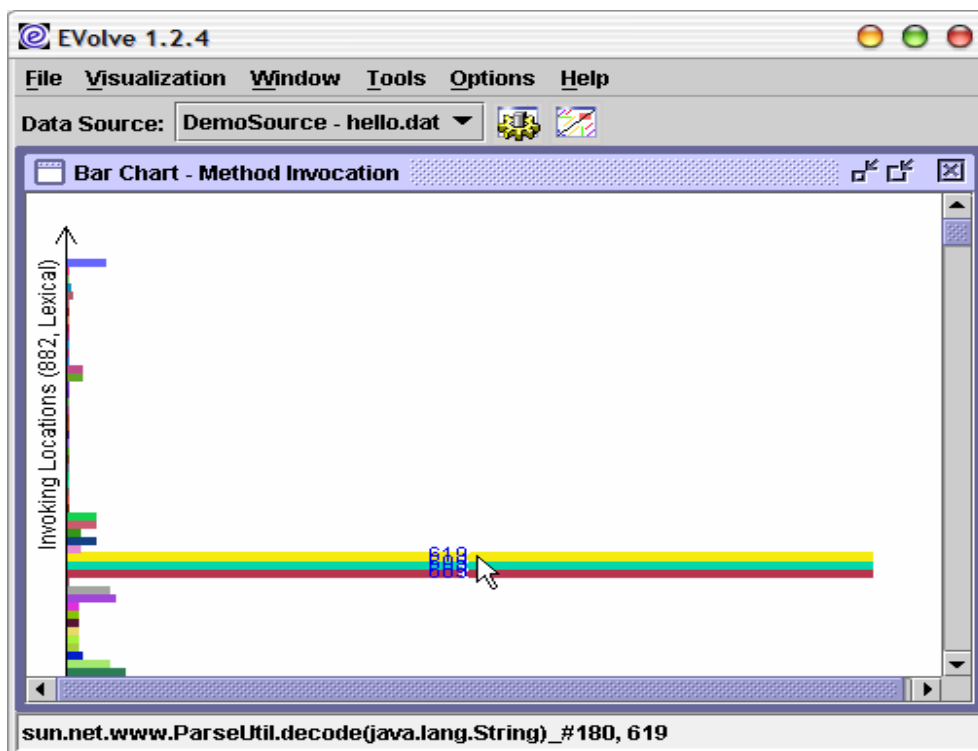 EVolve 1.2.4
File Visualization Window Tools Options Help
Data Source: DemoSource - hello.dat
Bar Chart - Method Invocation
Invoking Locations (882, Lexical)
619
sun.net.www.ParseUtil.decode(java.lang.String)_#180, 619